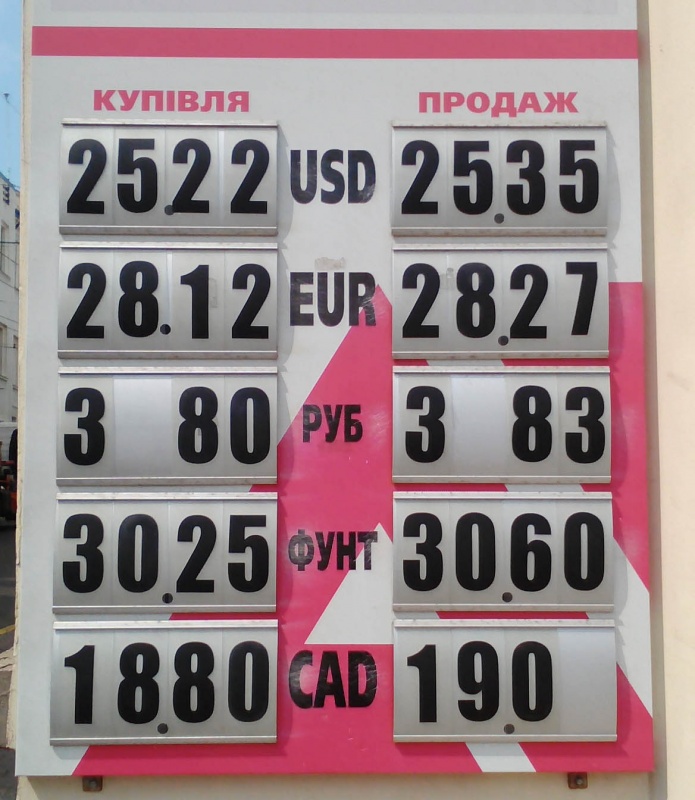 КУПІВЛЯ ПРОДАЖ
25.22 USD 25.35
28.12 EUR 28.27
3 80 РУБ 3 83
30.25 ФУНТ 30.60
18.80 CAD 19.0